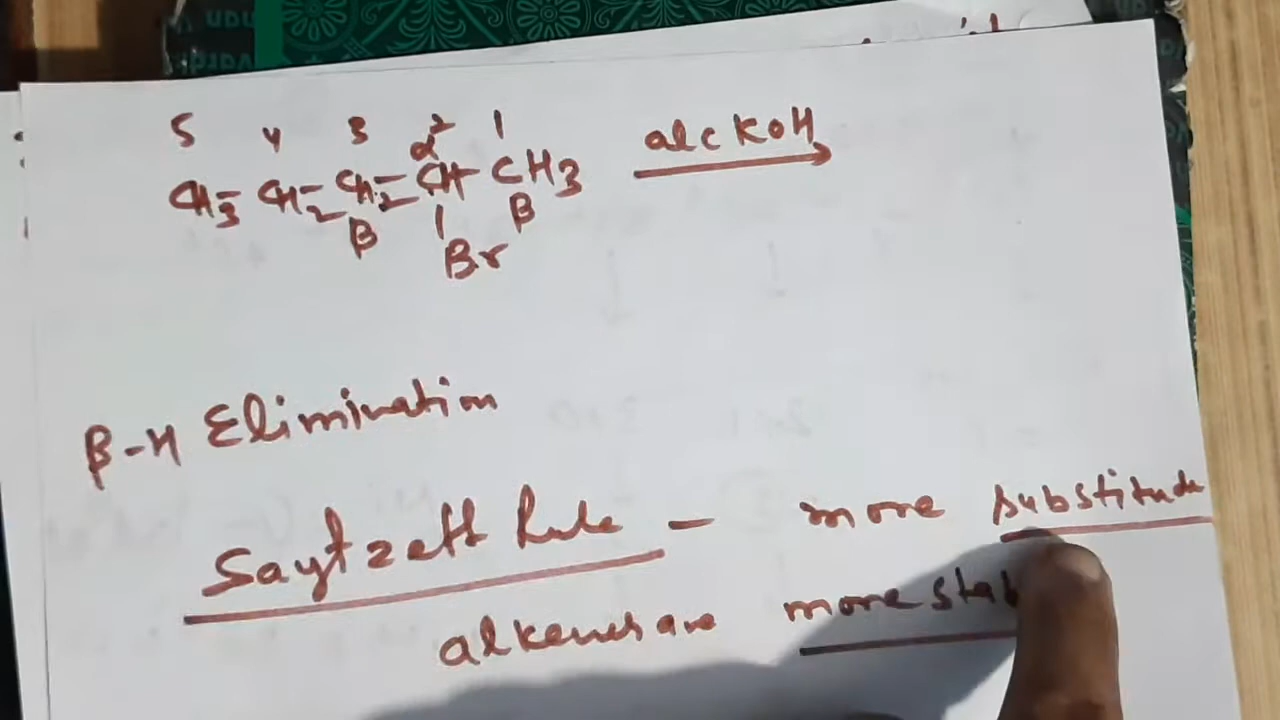 5 4 3 2 1
α
CH3-CH2-CH2-CH-CH3 alc KOH
β | β
Br
β-H Elimination
Saytzeff Rule - more substitude
alkenes are more stab